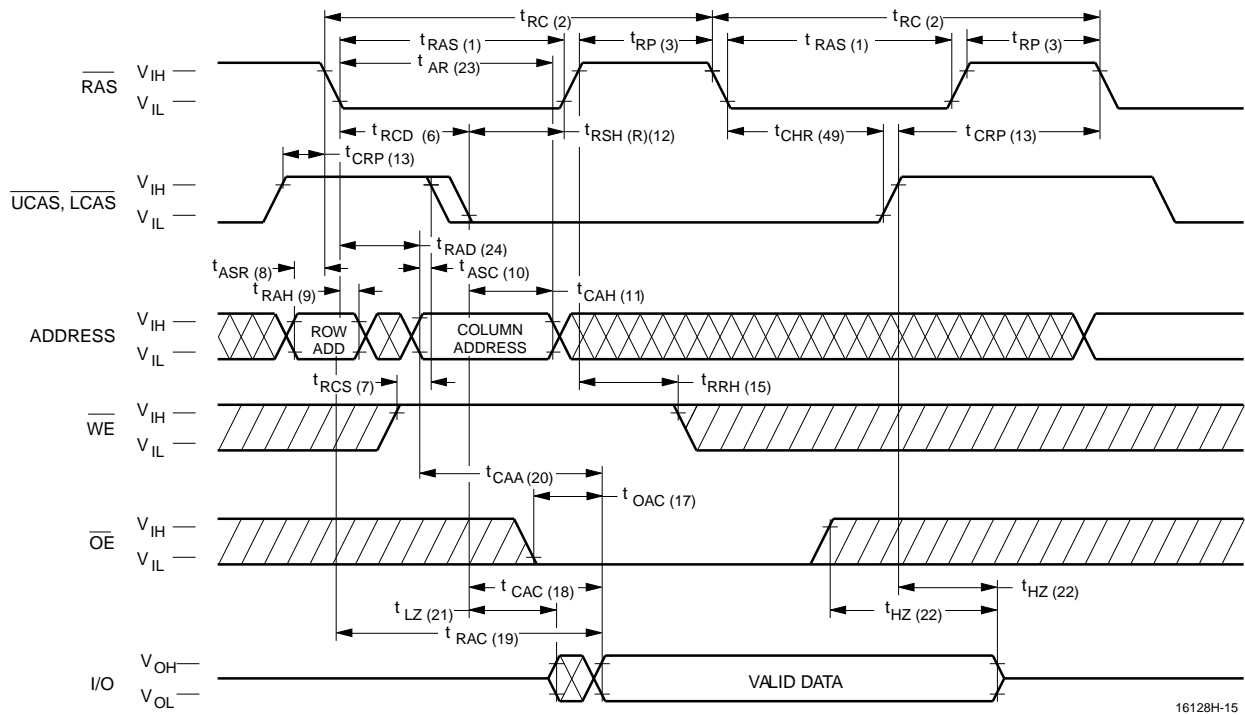 t RC (2) t RC (2)
t RAS (1) t RP (3) t RAS (1) t RP (3)
t AR (23)
RAS V IH
V IL
t RCD (6) t RSH (R)(12) t CHR (49) t CRP (13)
t CRP (13)
UCAS, LCAS V IH
V IL
t RAD (24)
t ASR (8) t ASC (10)
t RAH (9) t CAH (11)
ADDRESS V IH
V IL
ROW ADD
COLUMN ADDRESS
t RCS (7) t RRH (15)
WE V IH
V IL
t CAA (20)
t OAC (17)
OE V IH
V IL
t CAC (18) t HZ (22)
t LZ (21) t HZ (22)
t RAC (19)
I/O V OH
V OL
VALID DATA
16128H-15